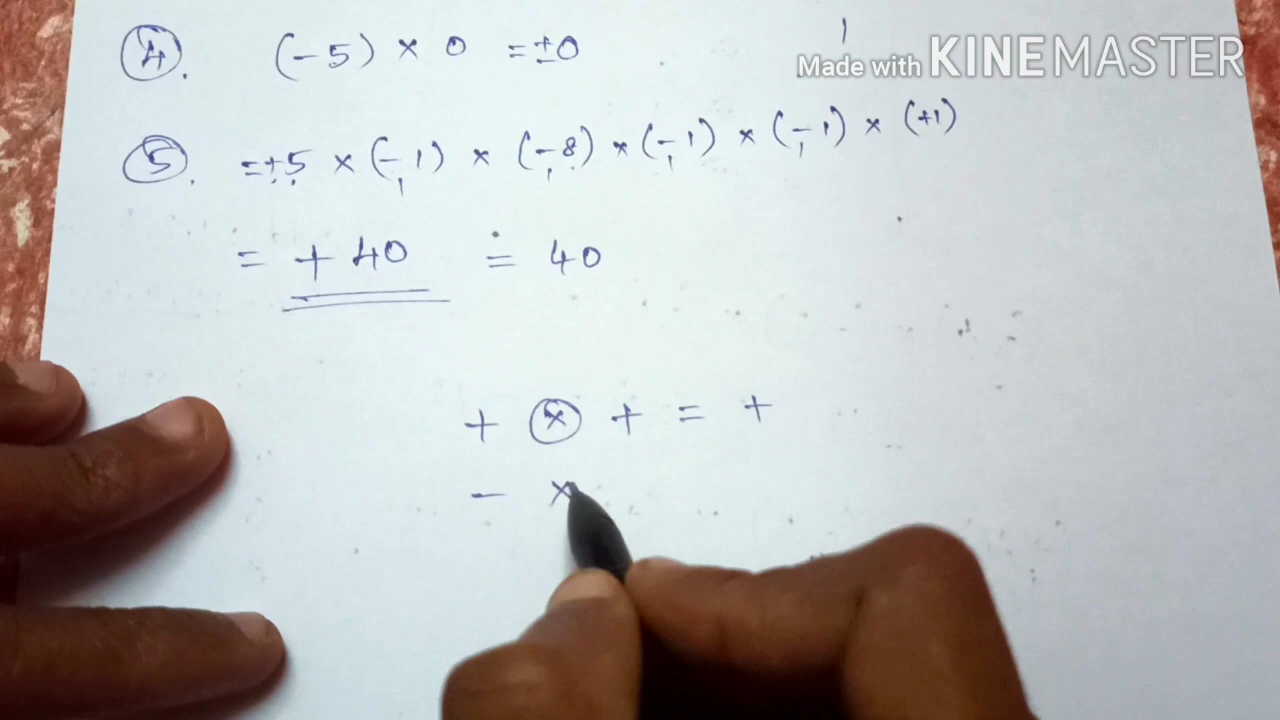 Made with KINEMASTER
④. (-5) × 0 = ±0
⑤. = +5 × (-1) × (-8) × (-1) × (-1) × (+1)
= + 40 = 40
+ × + = +
- ×